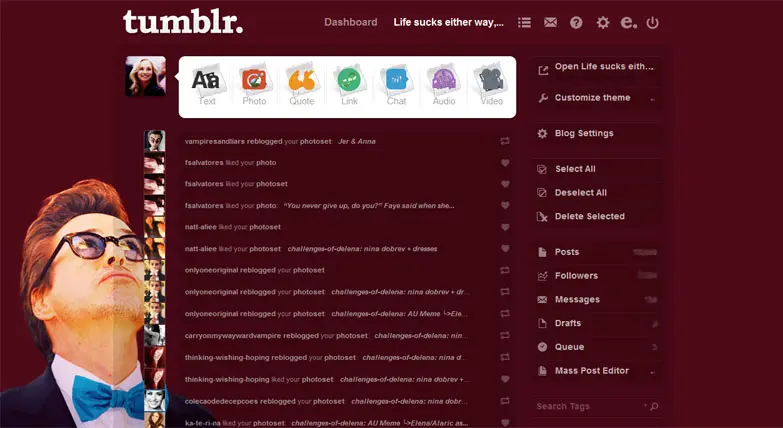 tumblr.
Dashboard
Life sucks either way,...
e.
Text
Photo
Quote
Link
Chat
Audio
Video
vampiresandliars reblogged your photoset: Jer & Anna
fsalvatores liked your photo
fsalvatores liked your photoset
fsalvatores liked your photo: “You never give up, do you?” Faye said when she...
natt-aliee liked your photoset
natt-aliee liked your photoset: challenges-of-delena: nina dobrev + dresses
onlyoneoriginal reblogged your photoset
onlyoneoriginal reblogged your photoset: challenges-of-delena: nina dobrev + dr...
onlyoneoriginal reblogged your photoset: challenges-of-delena: AU Meme ╰>Ele...
carryonmywaywardvampire reblogged your photoset: challenges-of-delena: nin...
thinking-wishing-hoping reblogged your photoset: challenges-of-delena: nina d...
thinking-wishing-hoping liked your photoset: challenges-of-delena: nina dobrev +...
colecaodedecepcoes reblogged your photoset: challenges-of-delena: nina dobr...
ka-te-ri-na liked your photoset: challenges-of-delena: AU Meme ╰>Elena/Alaric as...
Open Life sucks eith...
Customize theme
Blog Settings
Select All
Deselect All
Delete Selected
Posts
Followers
Messages
Drafts
Queue
Mass Post Editor
Search Tags